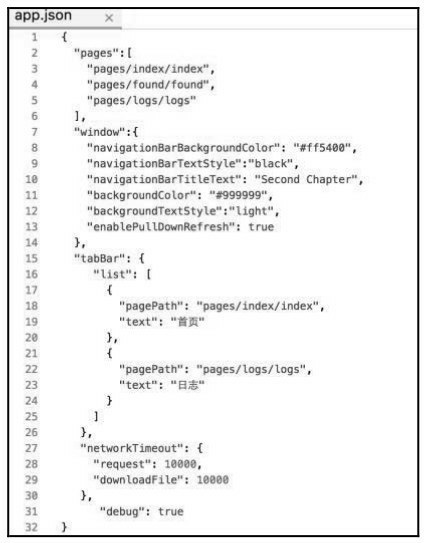 app.json ×
1 {
2 "pages":[
3 "pages/index/index",
4 "pages/found/found",
5 "pages/logs/logs"
6 ],
7 "window":{
8 "navigationBarBackgroundColor": "#ff5400",
9 "navigationBarTextStyle":"black",
10 "navigationBarTitleText": "Second Chapter",
11 "backgroundColor": "#999999",
12 "backgroundTextStyle":"light",
13 "enablePullDownRefresh": true
14 },
15 "tabBar": {
16 "list": [
17 {
18 "pagePath": "pages/index/index",
19 "text": "首页"
20 },
21 {
22 "pagePath": "pages/logs/logs",
23 "text": "日志"
24 }
25 ]
26 },
27 "networkTimeout": {
28 "request": 10000,
29 "downloadFile": 10000
30 },
31 "debug": true
32 }